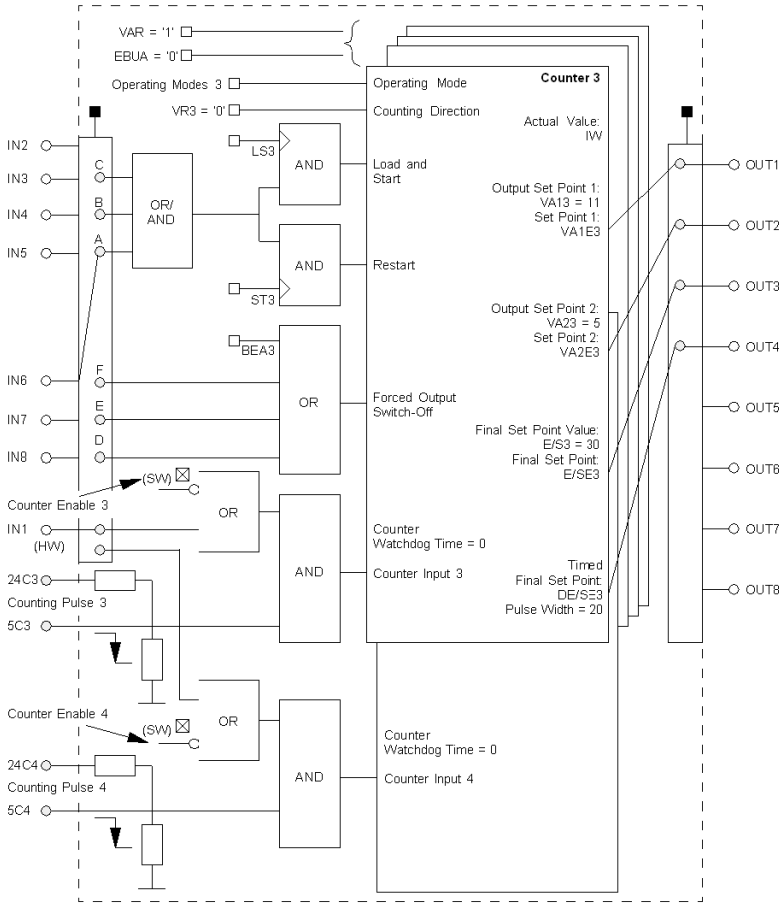 VAR = '1'
EBUA = '0'
Operating Modes 3
VR3 = '0'
Operating Mode
Counter 3
Counting Direction
Actual Value:
IW
IN2
IN3
IN4
IN5
C
B
A
OR/
AND
LS3
AND
Load and
Start
Output Set Point 1:
VA13 = 11
Set Point 1:
VA1E3
AND
Restart
ST3
Output Set Point 2:
VA23 = 5
Set Point 2:
VA2E3
BEA3
IN6
IN7
IN8
F
E
D
OR
Forced Output
Switch-Off
Final Set Point Value:
E/S3 = 30
Final Set Point:
E/SE3
(SW)
Counter Enable 3
IN1
(HW)
OR
AND
Counter
Watchdog Time = 0
Counter Input 3
Timed
Final Set Point:
DE/SE3
Pulse Width = 20
24C3
Counting Pulse 3
5C3
Counter Enable 4
(SW)
OR
AND
Counter
Watchdog Time = 0
Counter Input 4
24C4
Counting Pulse 4
5C4
OUT1
OUT2
OUT3
OUT4
OUT5
OUT6
OUT7
OUT8